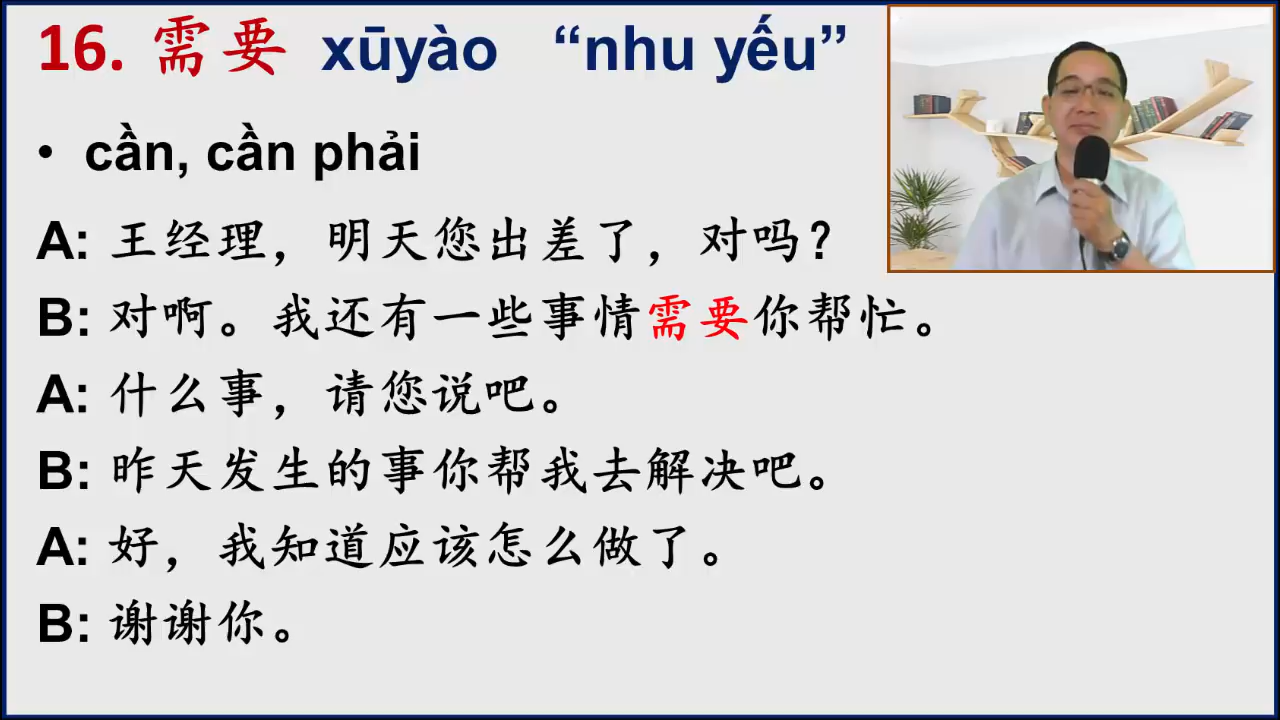 16. 需要 xūyào “nhu yếu”
• cần, cần phải
A: 王经理，明天您出差了，对吗？
B: 对啊。我还有一些事情需要你帮忙。
A: 什么事，请您说吧。
B: 昨天发生的事你帮我去解决吧。
A: 好，我知道应该怎么做了。
B: 谢谢你。